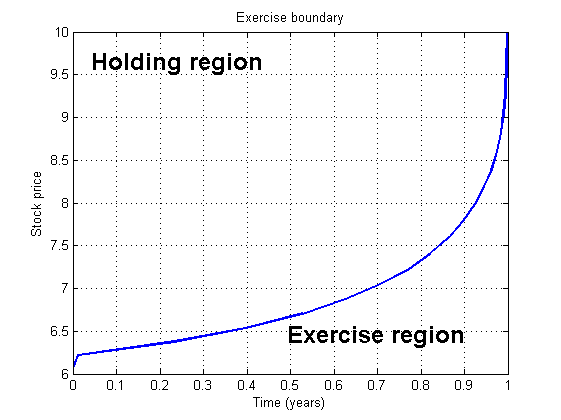 Exercise boundary
10
Holding region
9.5
9
8.5
8
Stock price
7.5
7
6.5
Exercise region
6
0 0.1 0.2 0.3 0.4 0.5 0.6 0.7 0.8 0.9 1
Time (years)